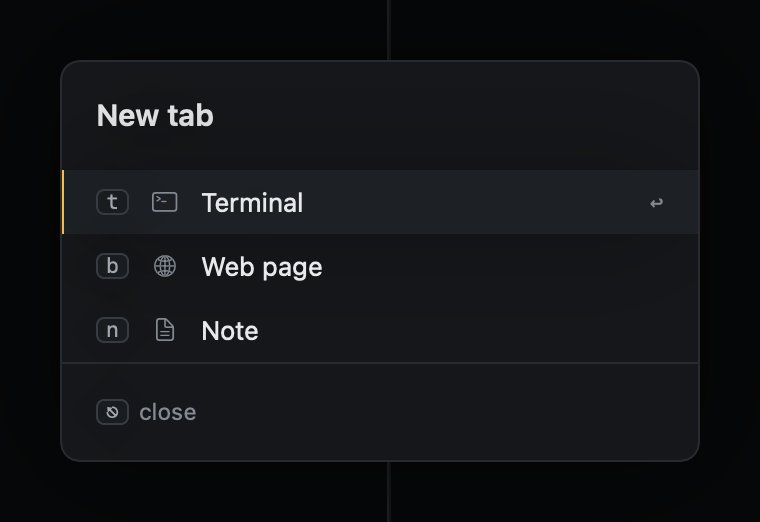 New tab
t Terminal ↩
b Web page
n Note
⎋ close